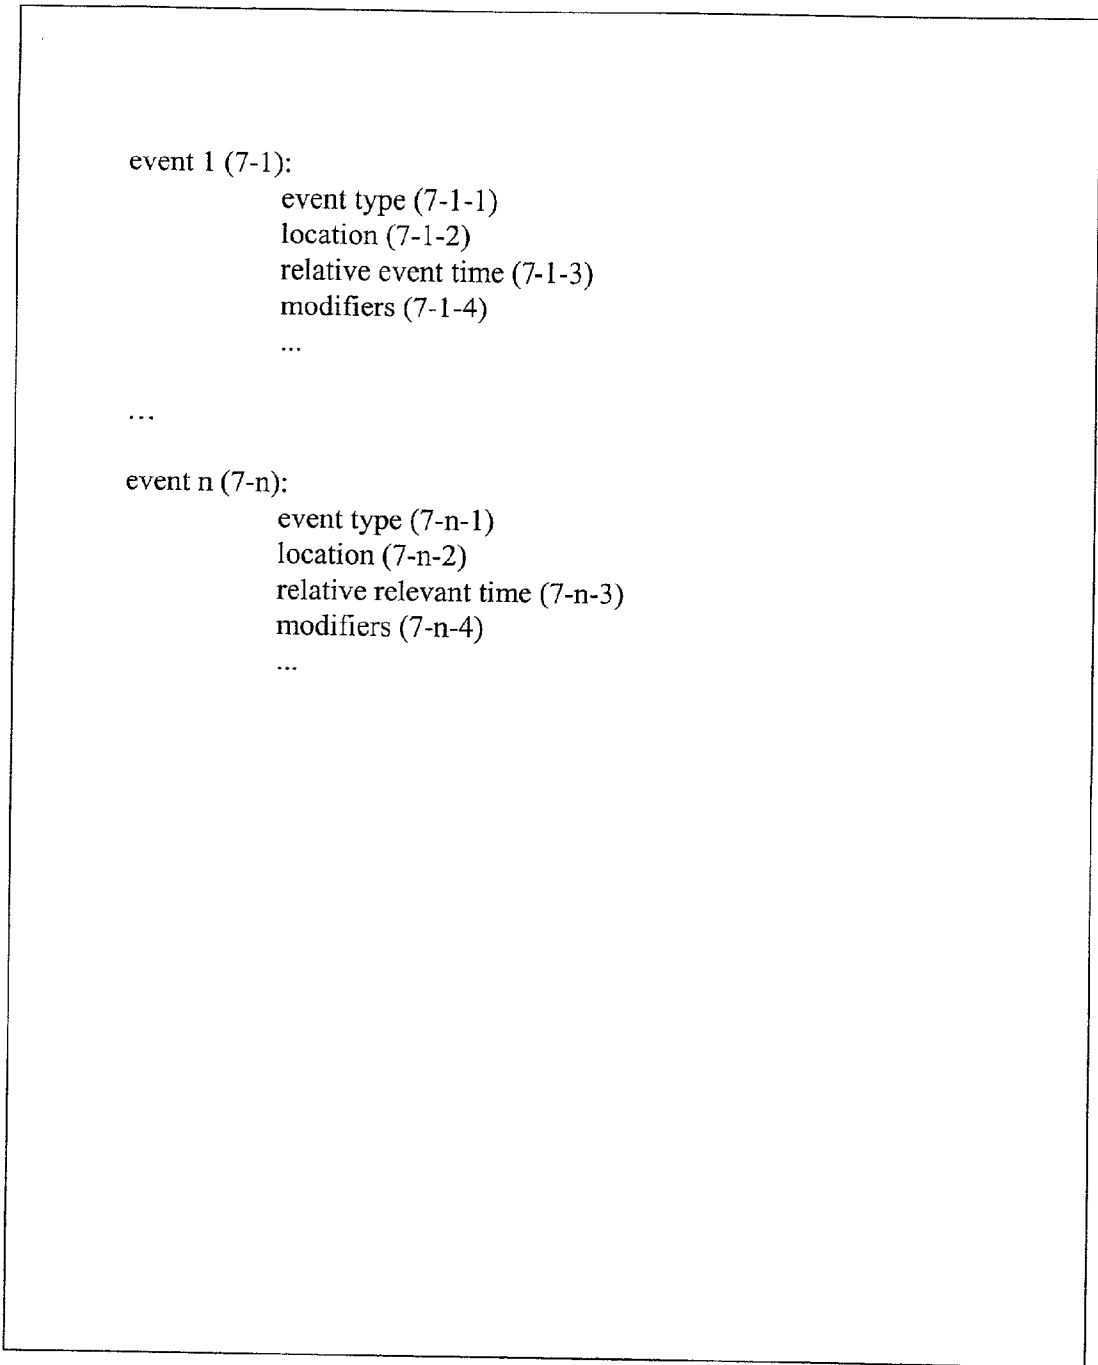 event 1 (7-1):
event type (7-1-1)
location (7-1-2)
relative event time (7-1-3)
modifiers (7-1-4)
...
...
event n (7-n):
event type (7-n-1)
location (7-n-2)
relative relevant time (7-n-3)
modifiers (7-n-4)
...